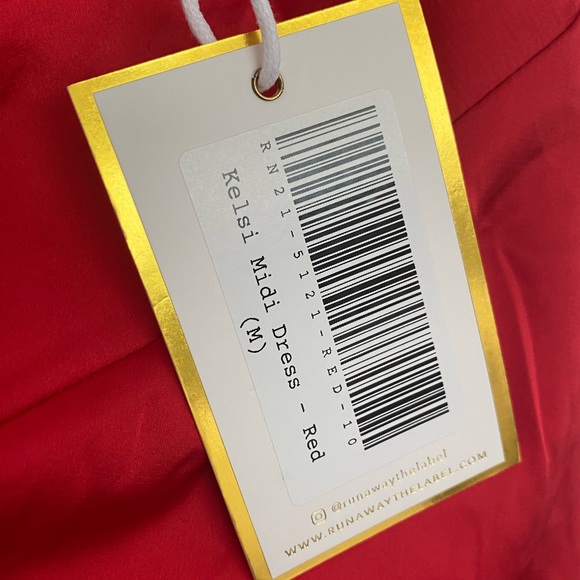 RN21-5121-RED-10
Kelsi Midi Dress - Red
(M)
@runawaythelabel
WWW.RUNAWAYTHELABEL.COM